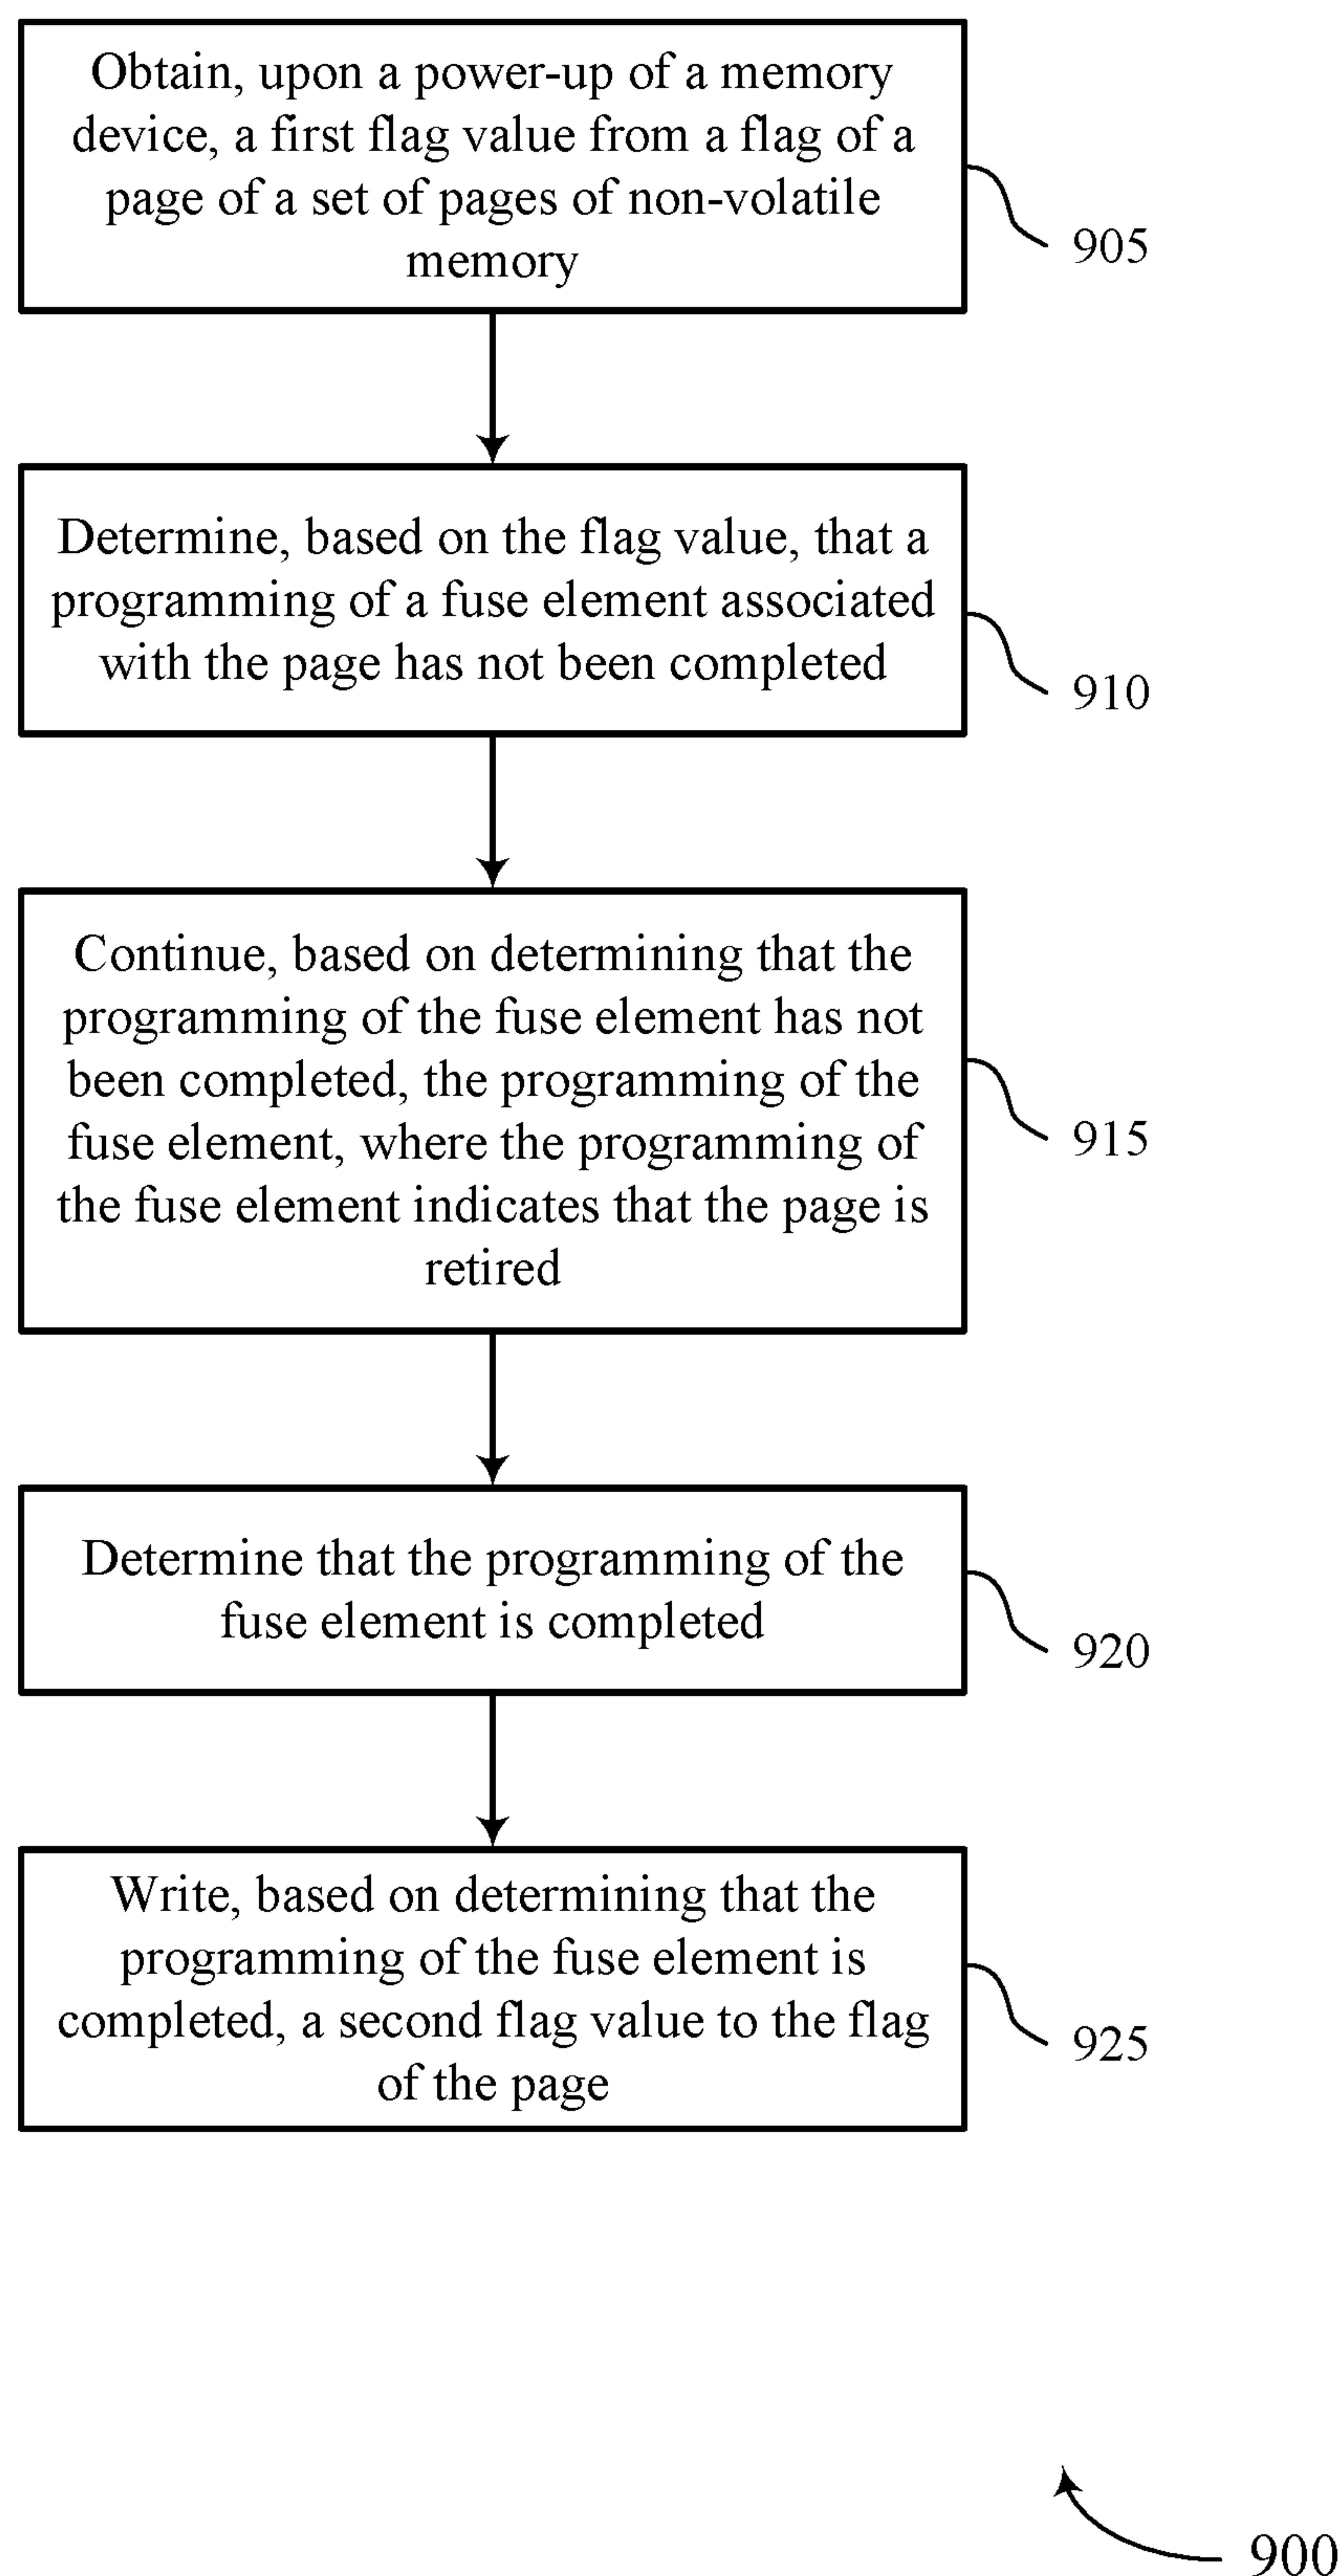 Obtain, upon a power-up of a memory
device, a first flag value from a flag of a
page of a set of pages of non-volatile
memory
905
Determine, based on the flag value, that a
programming of a fuse element associated
with the page has not been completed
910
Continue, based on determining that the
programming of the fuse element has not
been completed, the programming of the
fuse element, where the programming of
the fuse element indicates that the page is
retired
915
Determine that the programming of the
fuse element is completed
920
Write, based on determining that the
programming of the fuse element is
completed, a second flag value to the flag
of the page
925
900